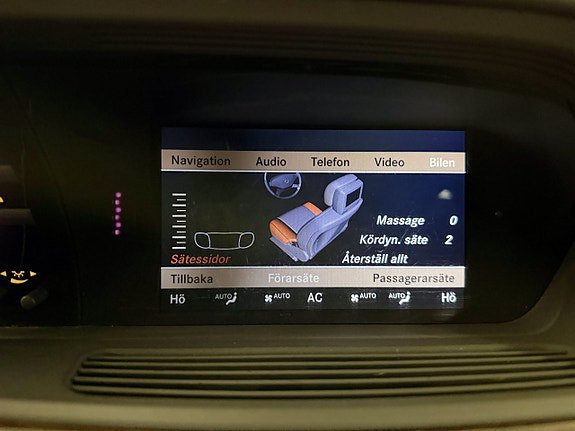 Navigation Audio Telefon Video Bilen
Massage 0
Kördyn. säte 2
Sätessidor Återställ allt
Tillbaka Förarsäte Passagerarsäte
Hö AUTO AUTO AC AUTO AUTO Hö